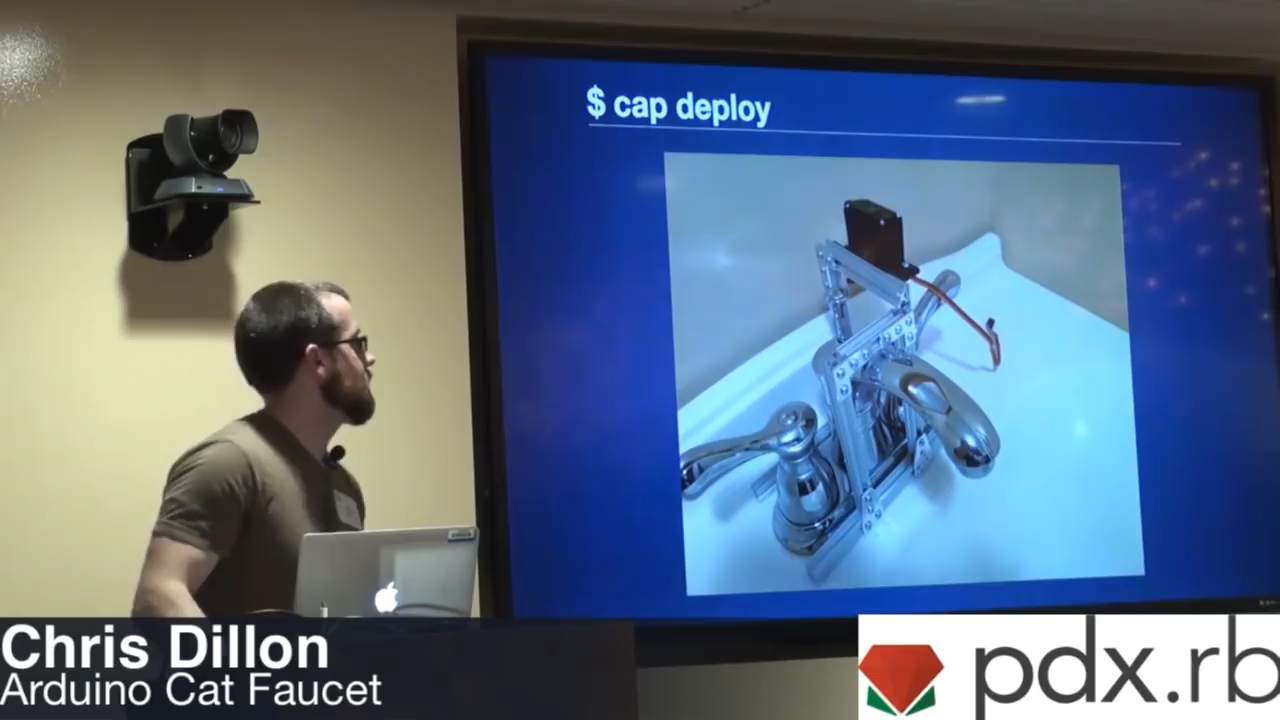 $ cap deploy
Chris Dillon
Arduino Cat Faucet
pdx.rb